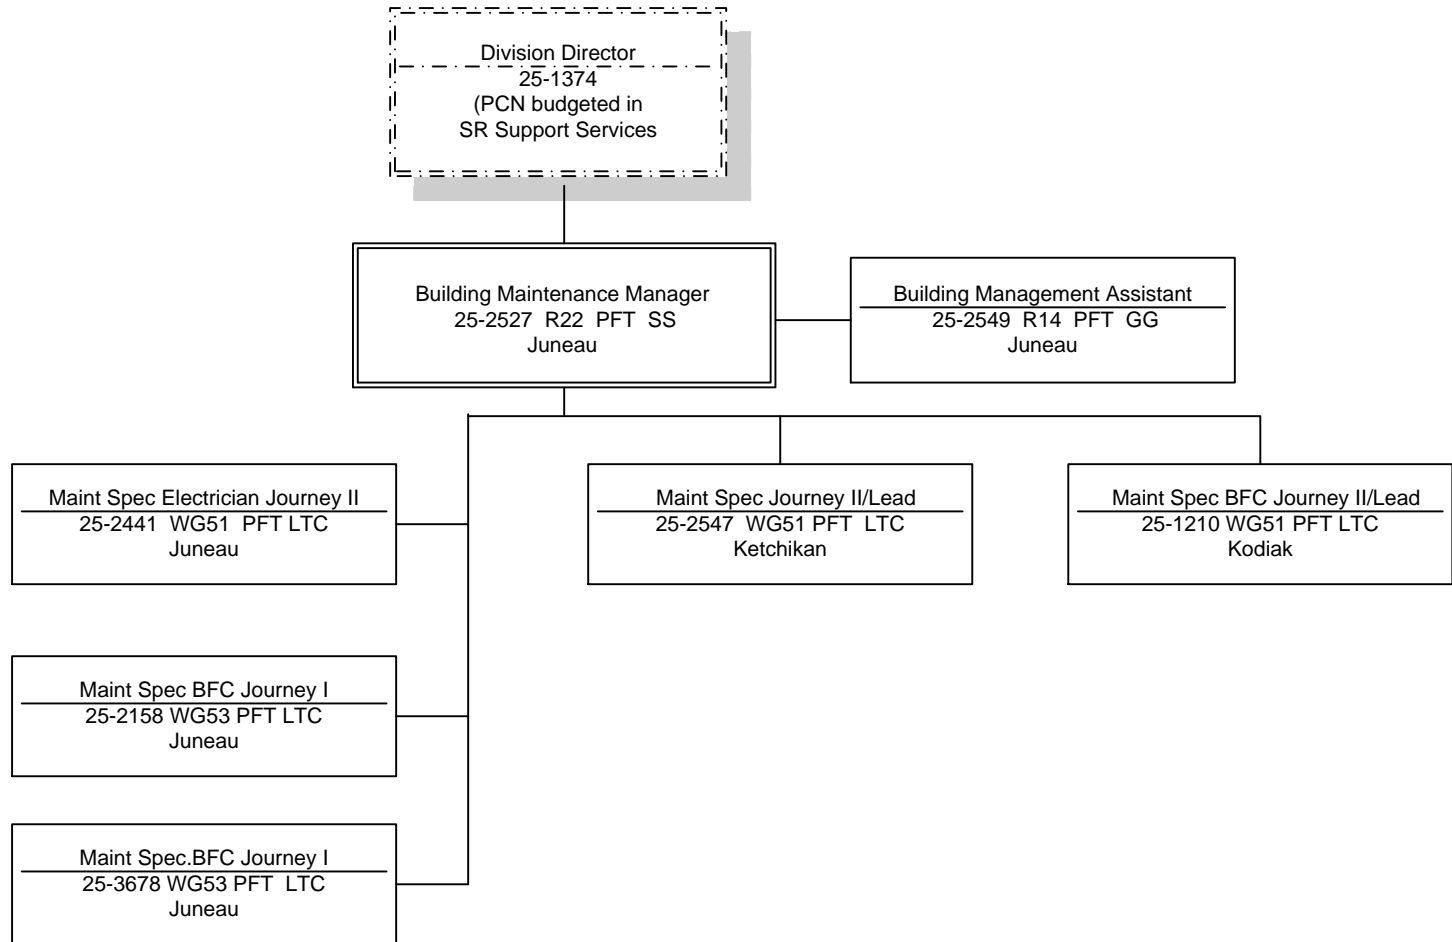 Division Director
25-1374
(PCN budgeted in
SR Support Services
Building Maintenance Manager
25-2527 R22 PFT SS
Juneau
Building Management Assistant
25-2549 R14 PFT GG
Juneau
Maint Spec Electrician Journey II
25-2441 WG51 PFT LTC
Juneau
Maint Spec Journey II/Lead
25-2547 WG51 PFT LTC
Ketchikan
Maint Spec BFC Journey II/Lead
25-1210 WG51 PFT LTC
Kodiak
Maint Spec BFC Journey I
25-2158 WG53 PFT LTC
Juneau
Maint Spec.BFC Journey I
25-3678 WG53 PFT LTC
Juneau